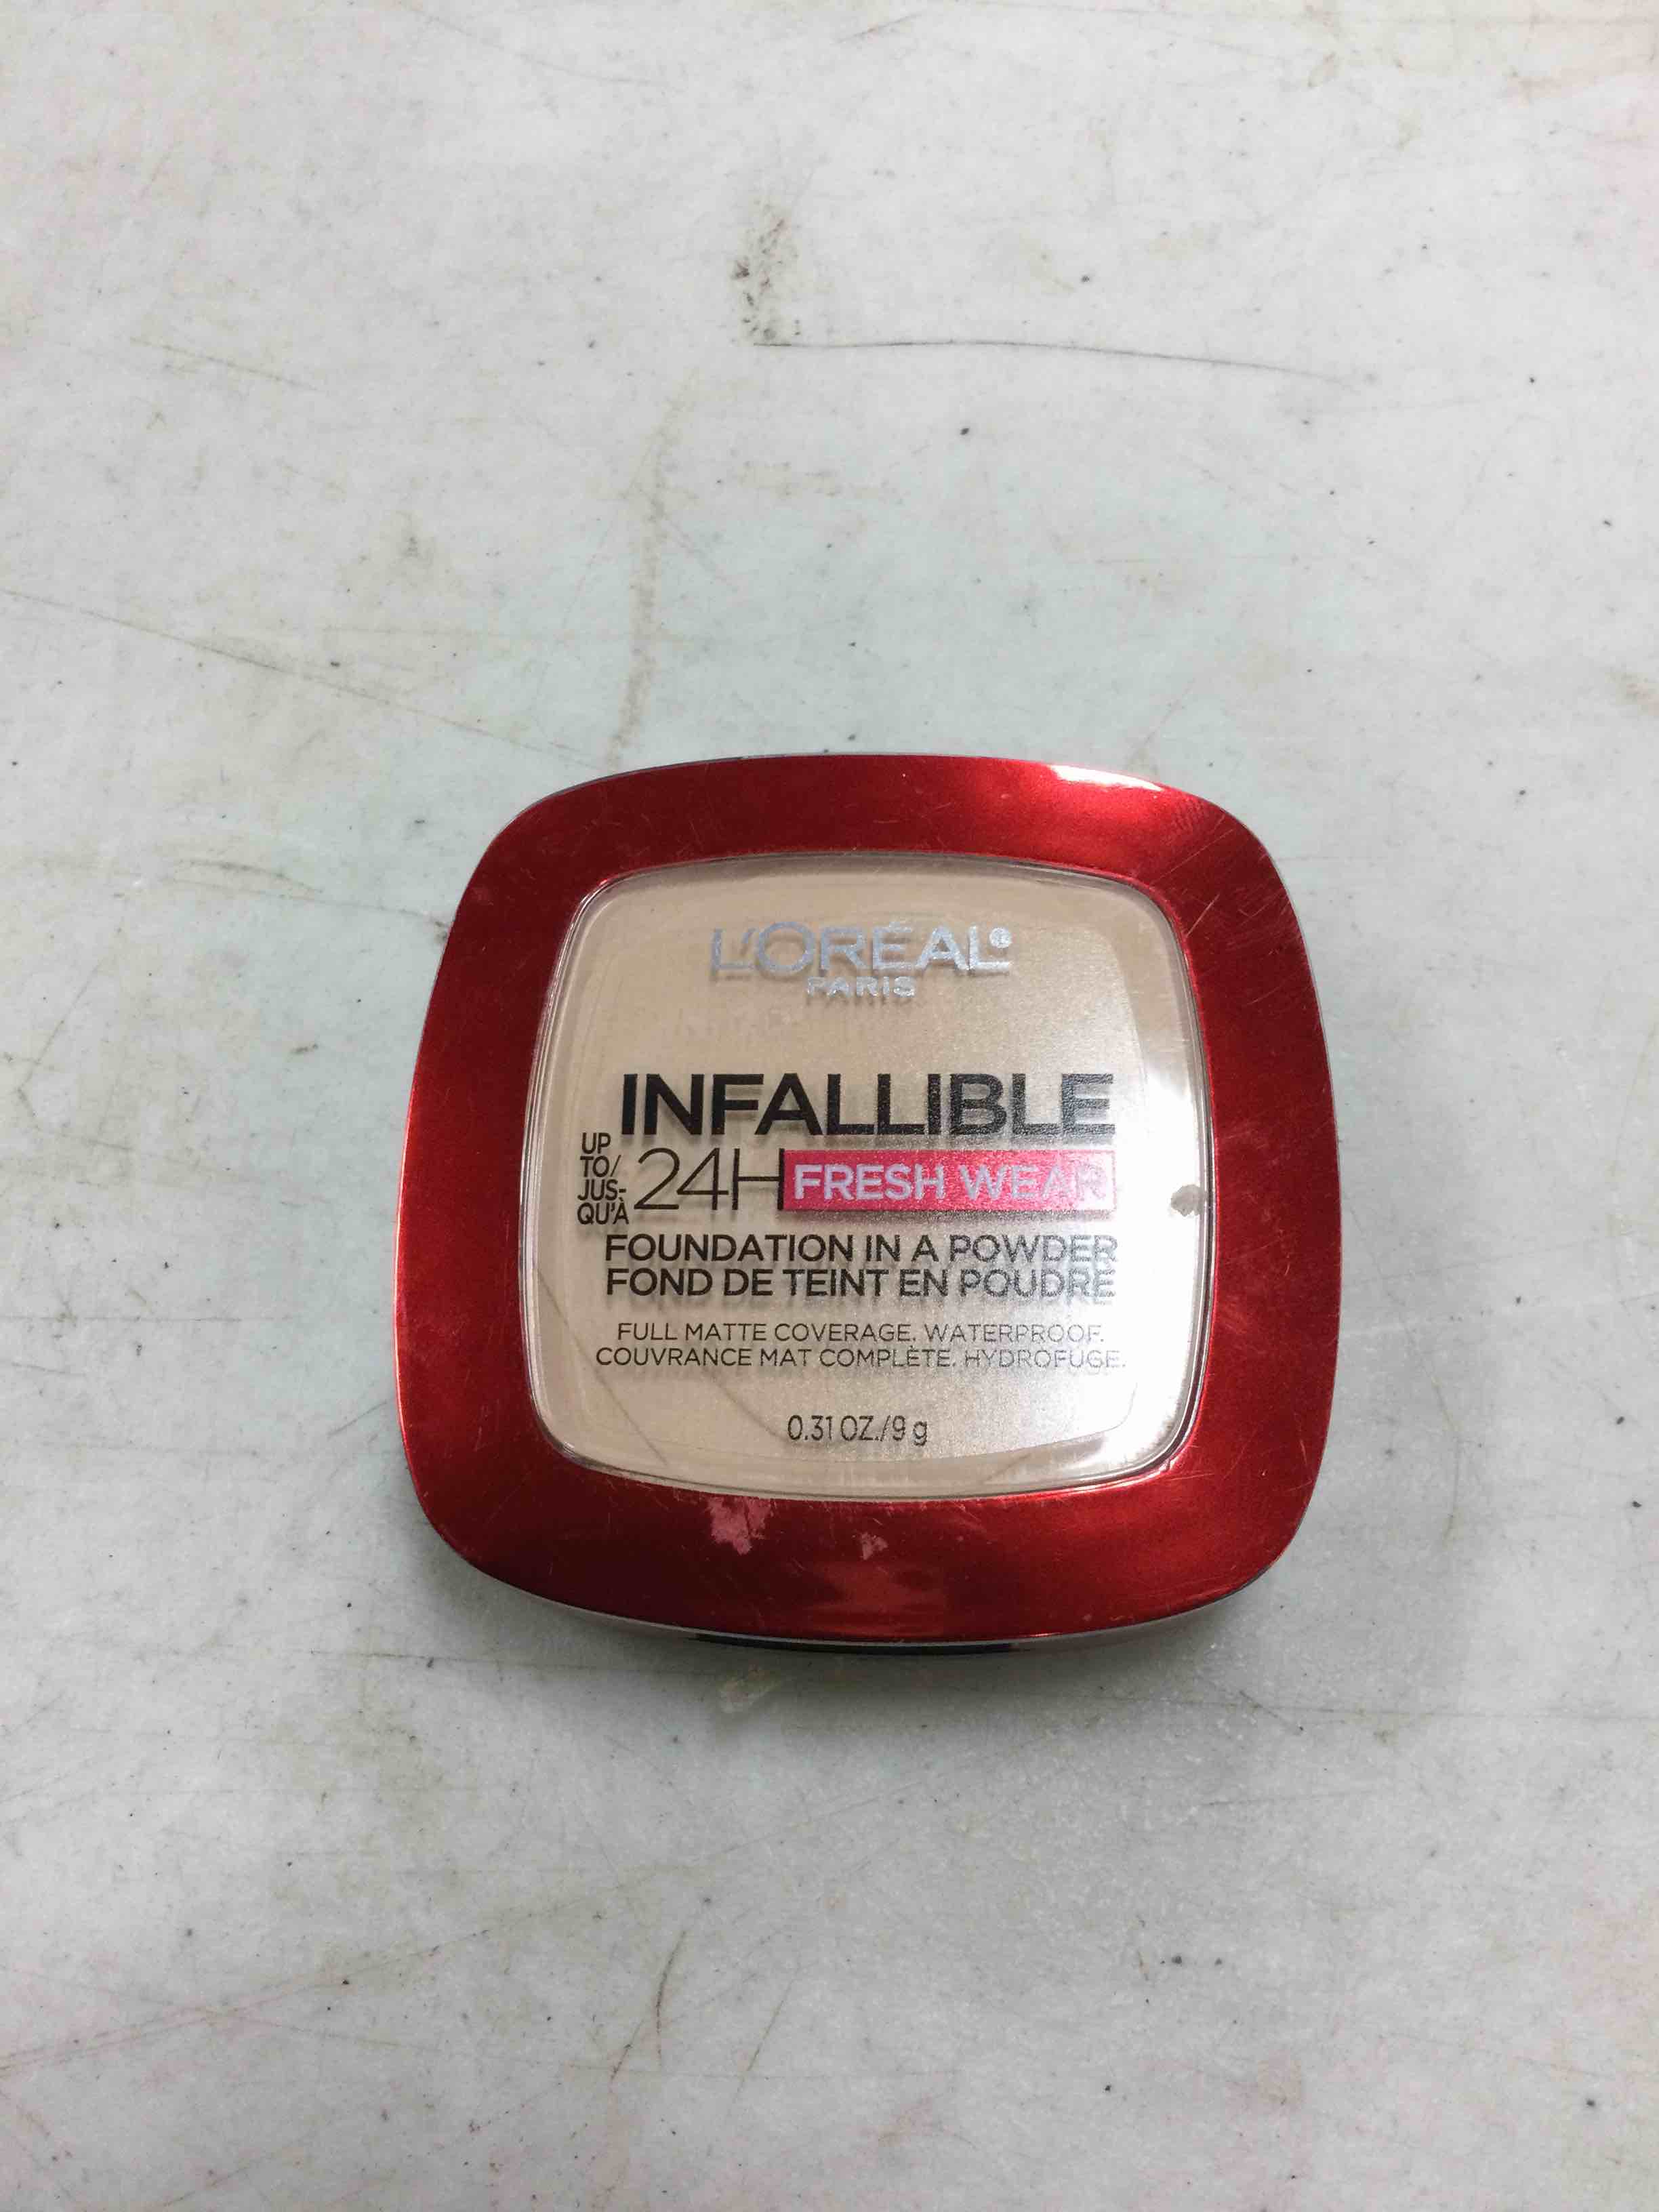 L'ORÉAL®
PARIS
INFALLIBLE
UP
TO/
JUS-
QU'À
24H FRESH WEAR
FOUNDATION IN A POWDER
FOND DE TEINT EN POUDRE
FULL MATTE COVERAGE. WATERPROOF.
COUVRANCE MAT COMPLÈTE. HYDROFUGE.
0.31 OZ./9 g